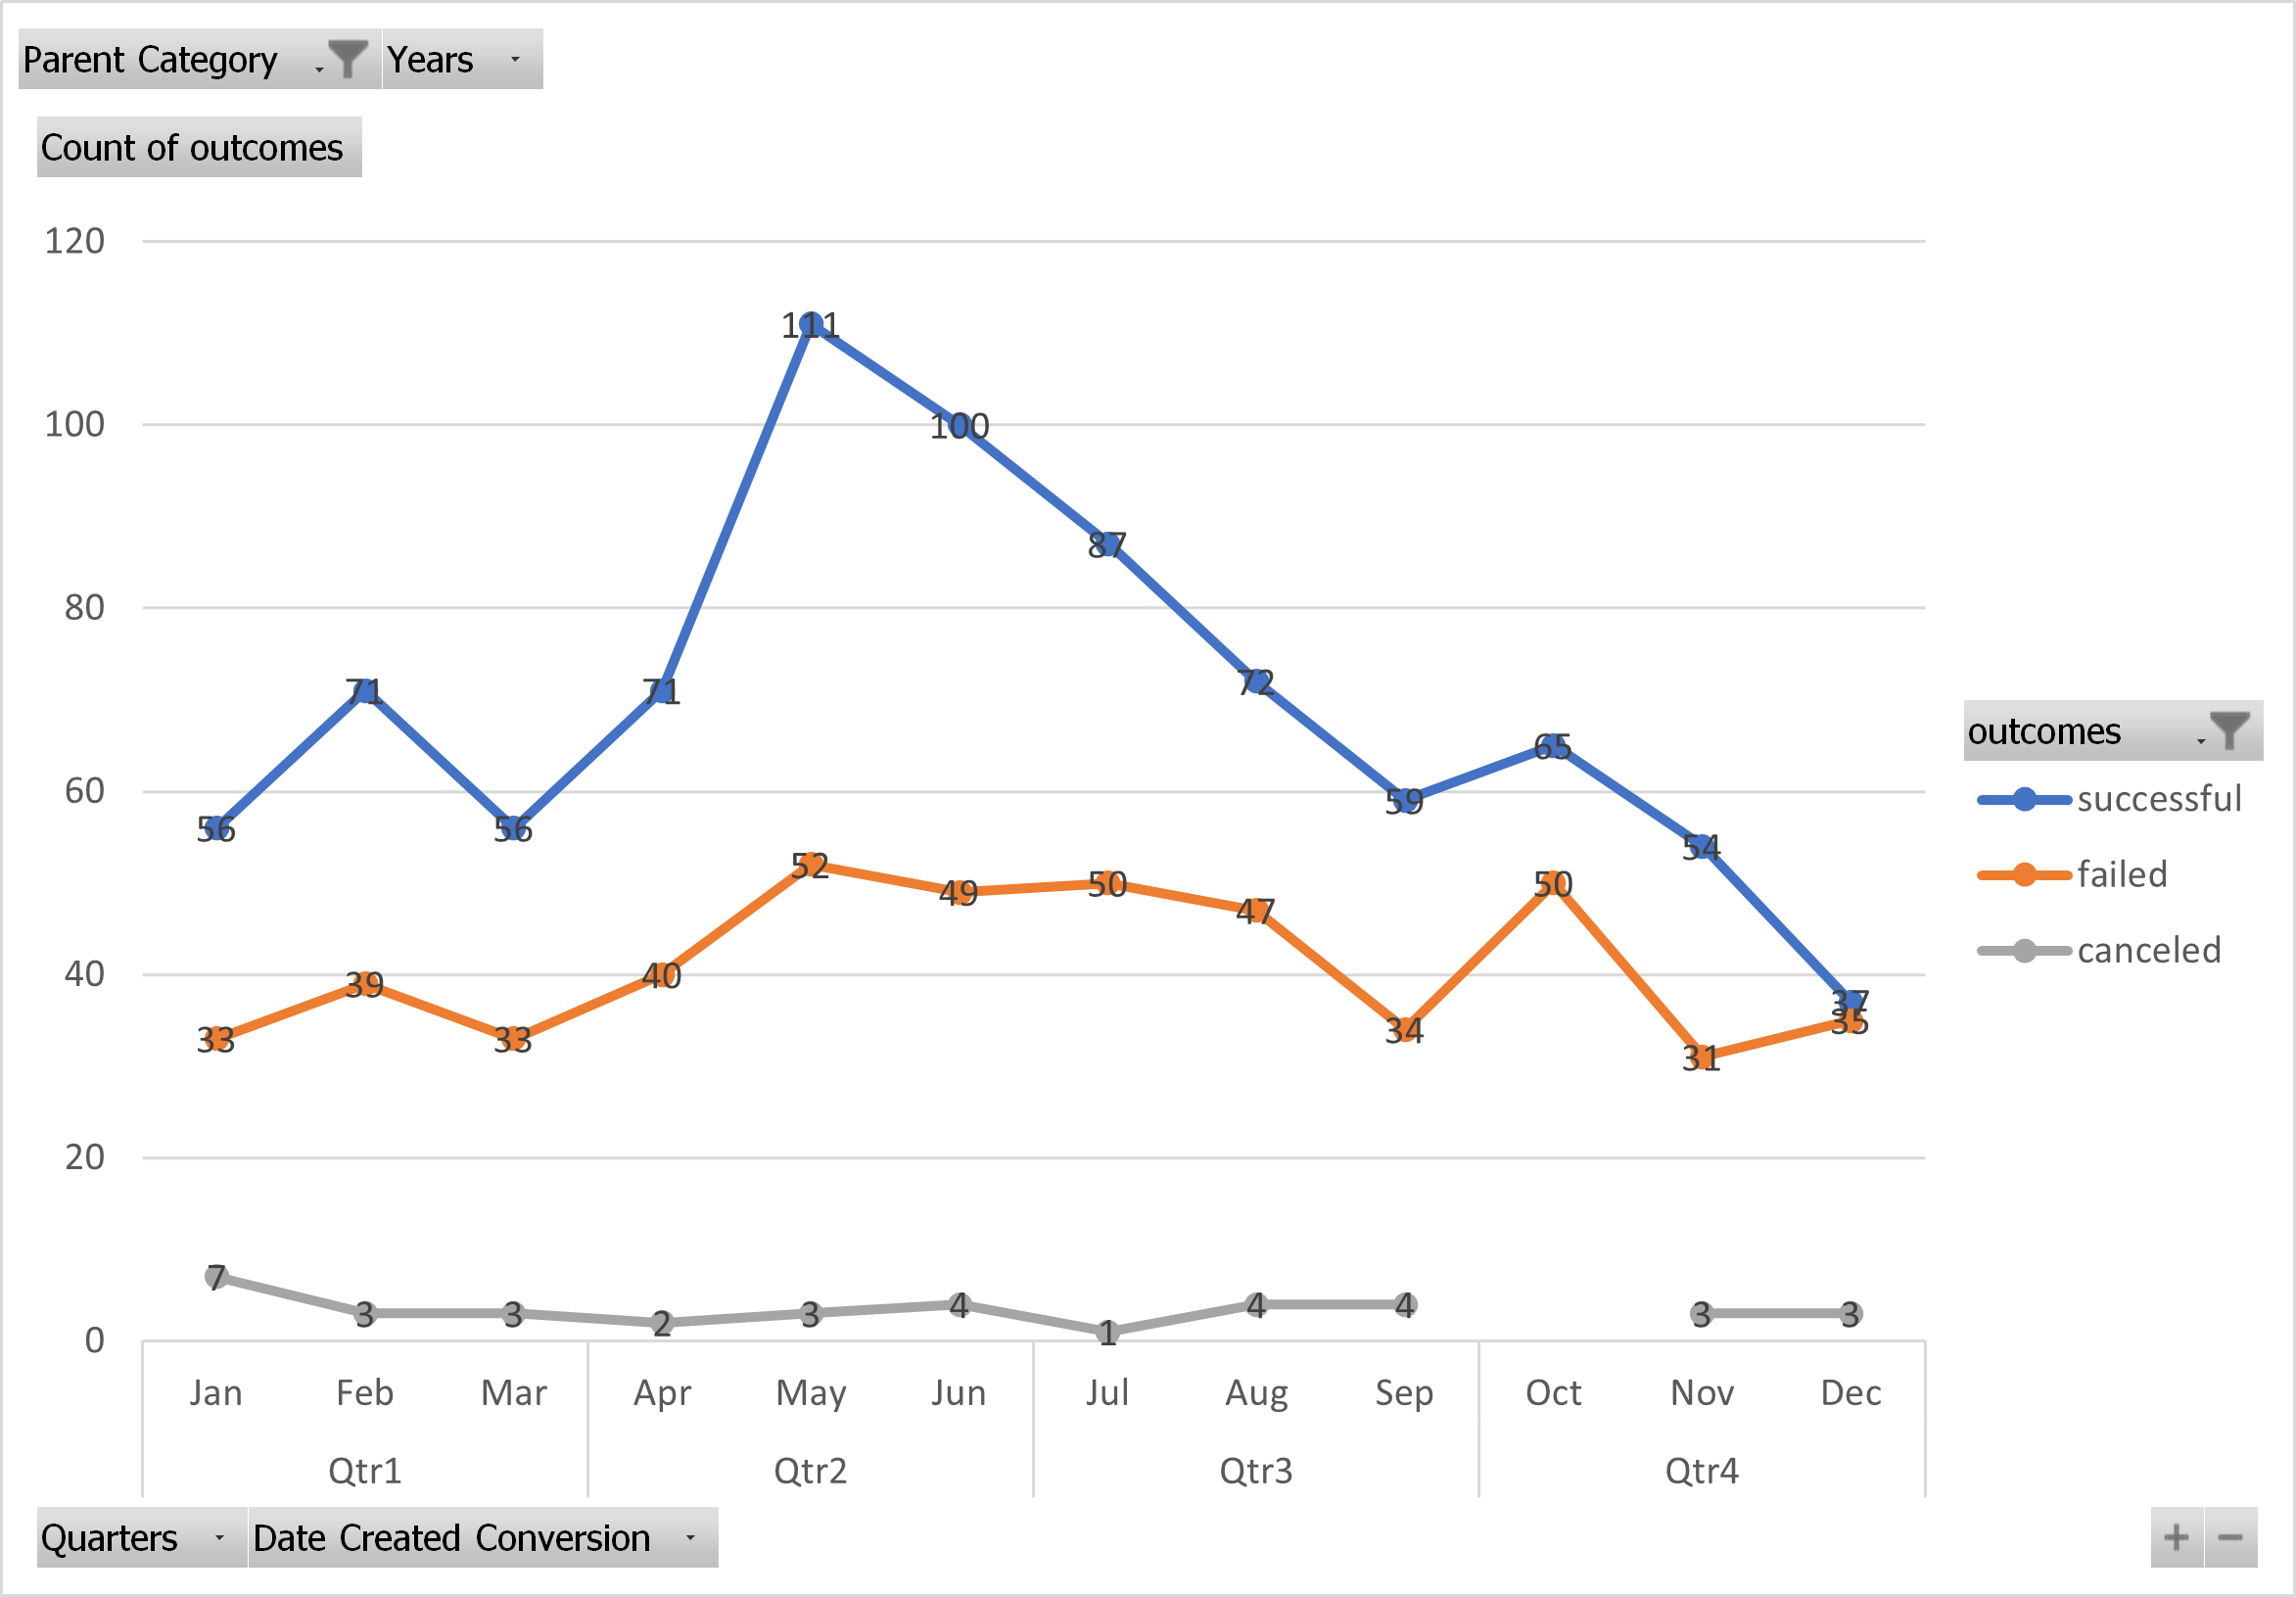 Parent Category Years
Count of outcomes
120
100
80
60
40
20
0
56 71 56 71 111 100 87 72 59 65 54 37
33 39 33 40 52 49 50 47 34 50 31 35
7 3 3 2 3 4 1 4 4 3 3
Jan Feb Mar Apr May Jun Jul Aug Sep Oct Nov Dec
Qtr1 Qtr2 Qtr3 Qtr4
outcomes
successful
failed
canceled
Quarters Date Created Conversion
+ −